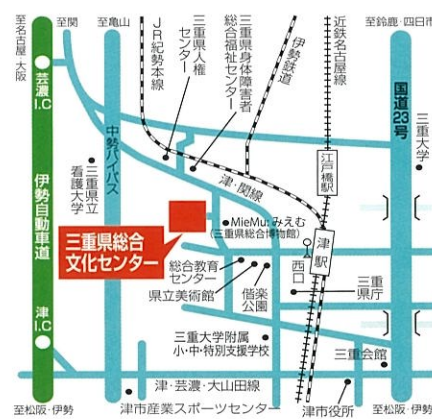 至名古屋・大阪
至関
至亀山
JR紀勢本線
三重県人権
センター
三重県身体障害者
総合福祉センター
伊勢鉄道
近鉄名古屋線
至鈴鹿・四日市
国道23号
三重大学
芸濃
I.C
中勢バイパス
三重県立
看護大学
江戸橋駅
伊勢自動車道
津・関線
MieMu:みえむ
(三重県総合博物館)
三重県総合
文化センター
津駅
西口
総合教育
センター
県立美術館
偕楽
公園
三重
県庁
津
I.C
三重大学附属
小・中・特別支援学校
三重会館
津・芸濃・大山田線
至松阪・伊勢
津市産業スポーツセンター
津市役所
至松阪・伊勢